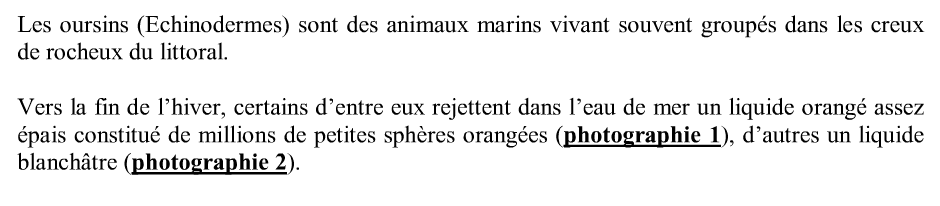 Les oursins (Echinodermes) sont des animaux marins vivant souvent groupés dans les creux
de rocheux du littoral.
Vers la fin de l'hiver, certains d'entre eux rejettent dans l'eau de mer un liquide orangé assez
épais constitué de millions de petites sphères orangées (photographie 1), d'autres un liquide
blanchâtre (photographie 2).